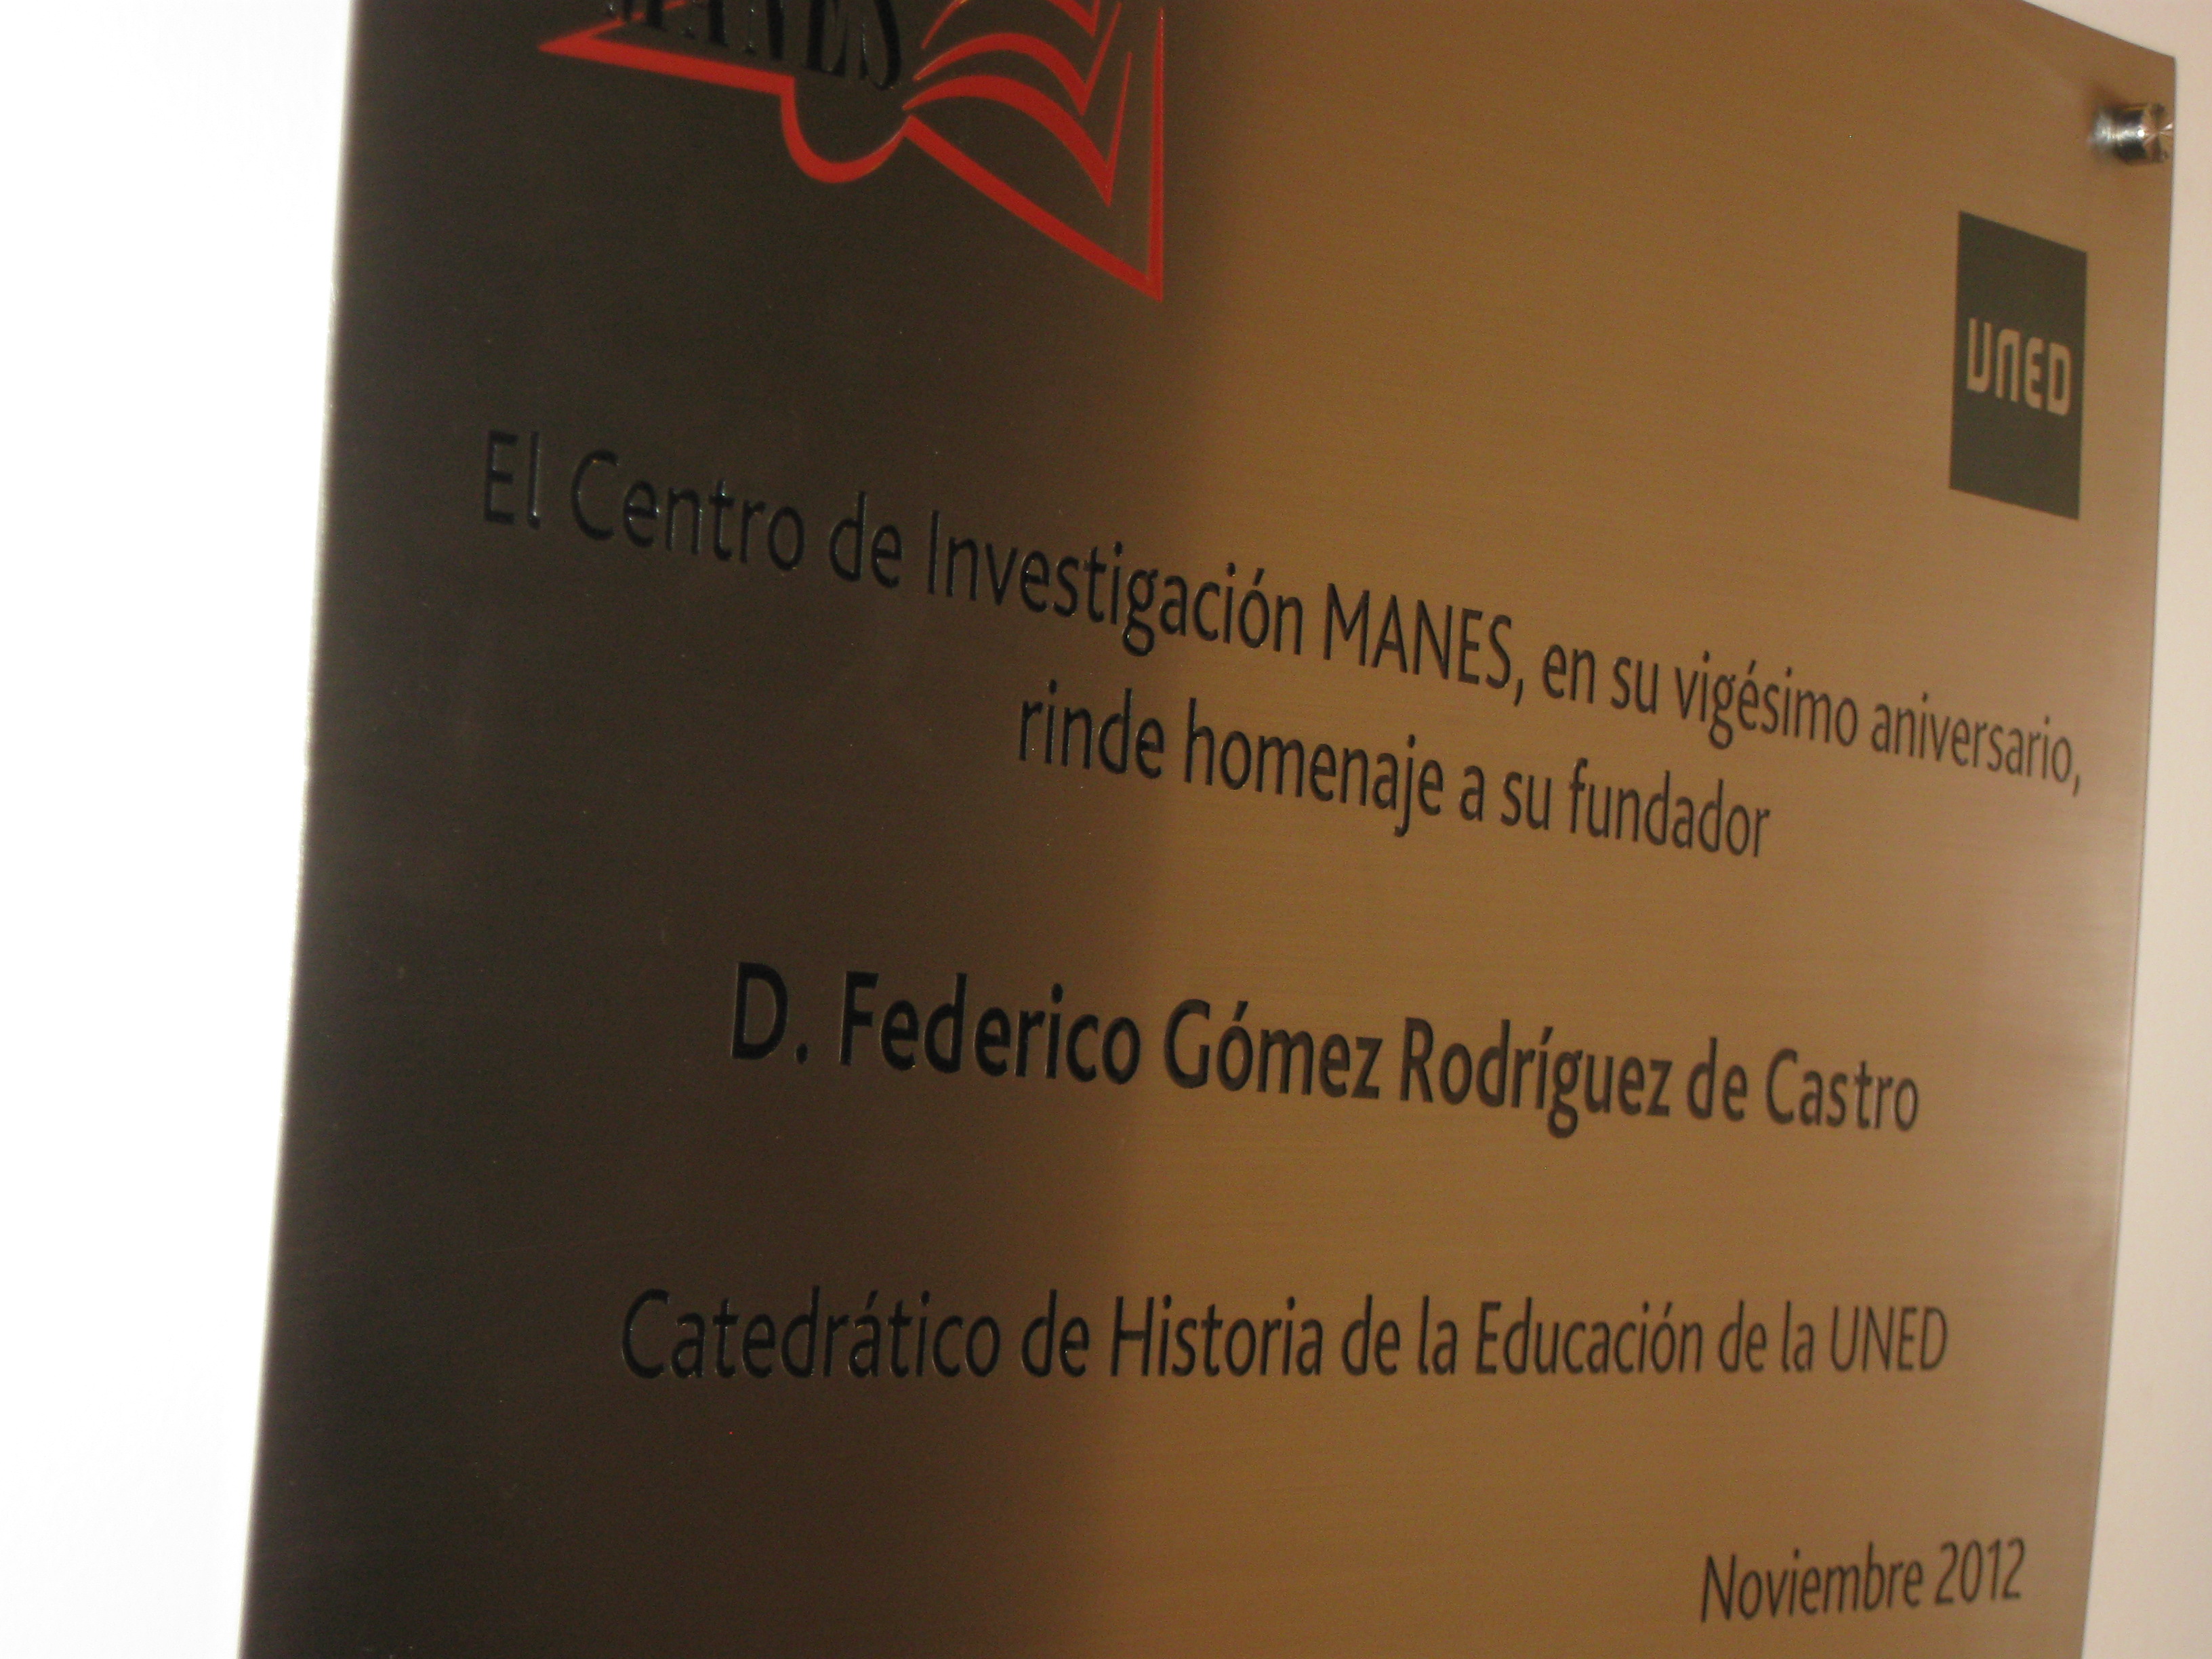 MANES
UNED
El Centro de Investigación MANES, en su vigésimo aniversario,
rinde homenaje a su fundador
D. Federico Gómez Rodríguez de Castro
Catedrático de Historia de la Educación de la UNED
Noviembre 2012